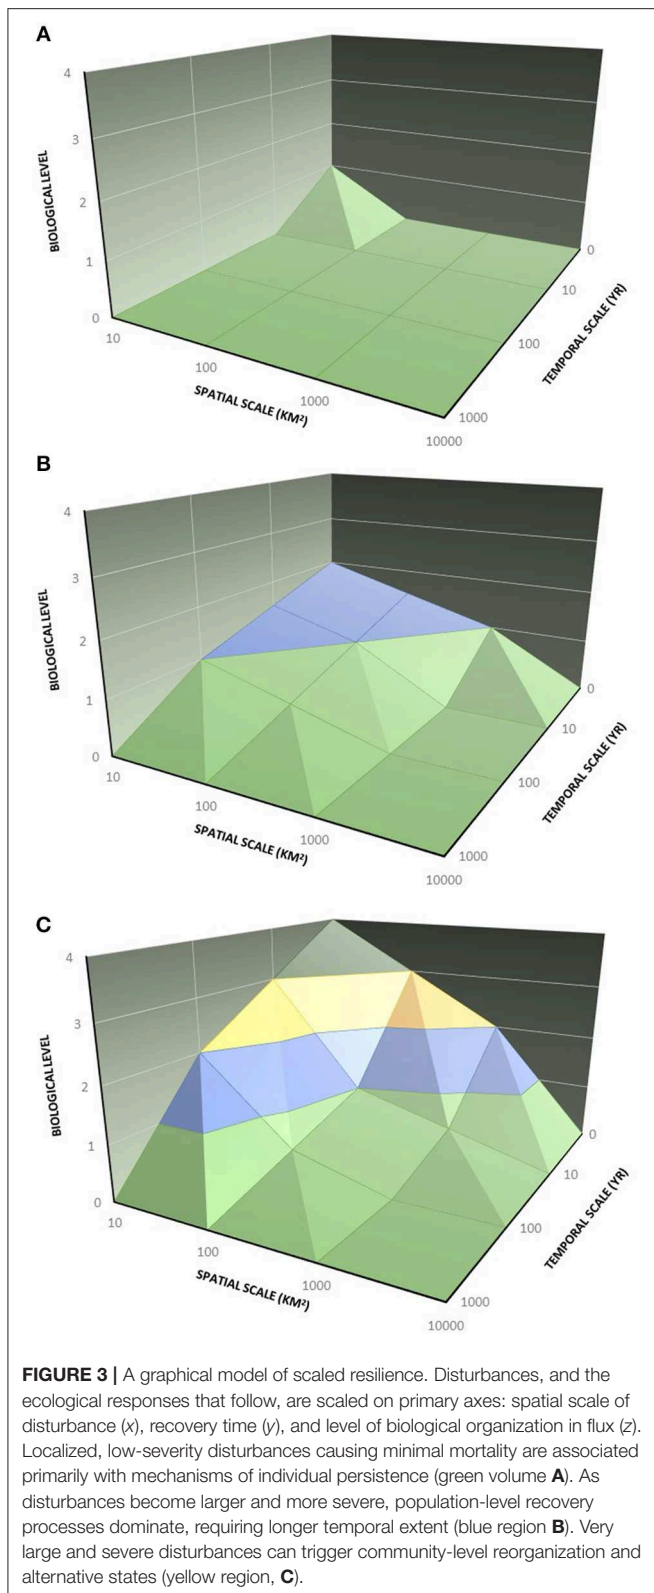 A
4
3
2
1
0
BIOLOGICAL LEVEL
10
100
1000
10000
SPATIAL SCALE (KM²)
0
10
100
1000
TEMPORAL SCALE (YR)
B
4
3
2
1
0
BIOLOGICAL LEVEL
10
100
1000
10000
SPATIAL SCALE (KM²)
0
10
100
1000
TEMPORAL SCALE (YR)
C
4
3
2
1
0
BIOLOGICAL LEVEL
10
100
1000
10000
SPATIAL SCALE (KM²)
0
10
100
1000
TEMPORAL SCALE (YR)
FIGURE 3 | A graphical model of scaled resilience. Disturbances, and the
ecological responses that follow, are scaled on primary axes: spatial scale of
disturbance (x), recovery time (y), and level of biological organization in flux (z).
Localized, low-severity disturbances causing minimal mortality are associated
primarily with mechanisms of individual persistence (green volume A). As
disturbances become larger and more severe, population-level recovery
processes dominate, requiring longer temporal extent (blue region B). Very
large and severe disturbances can trigger community-level reorganization and
alternative states (yellow region, C).